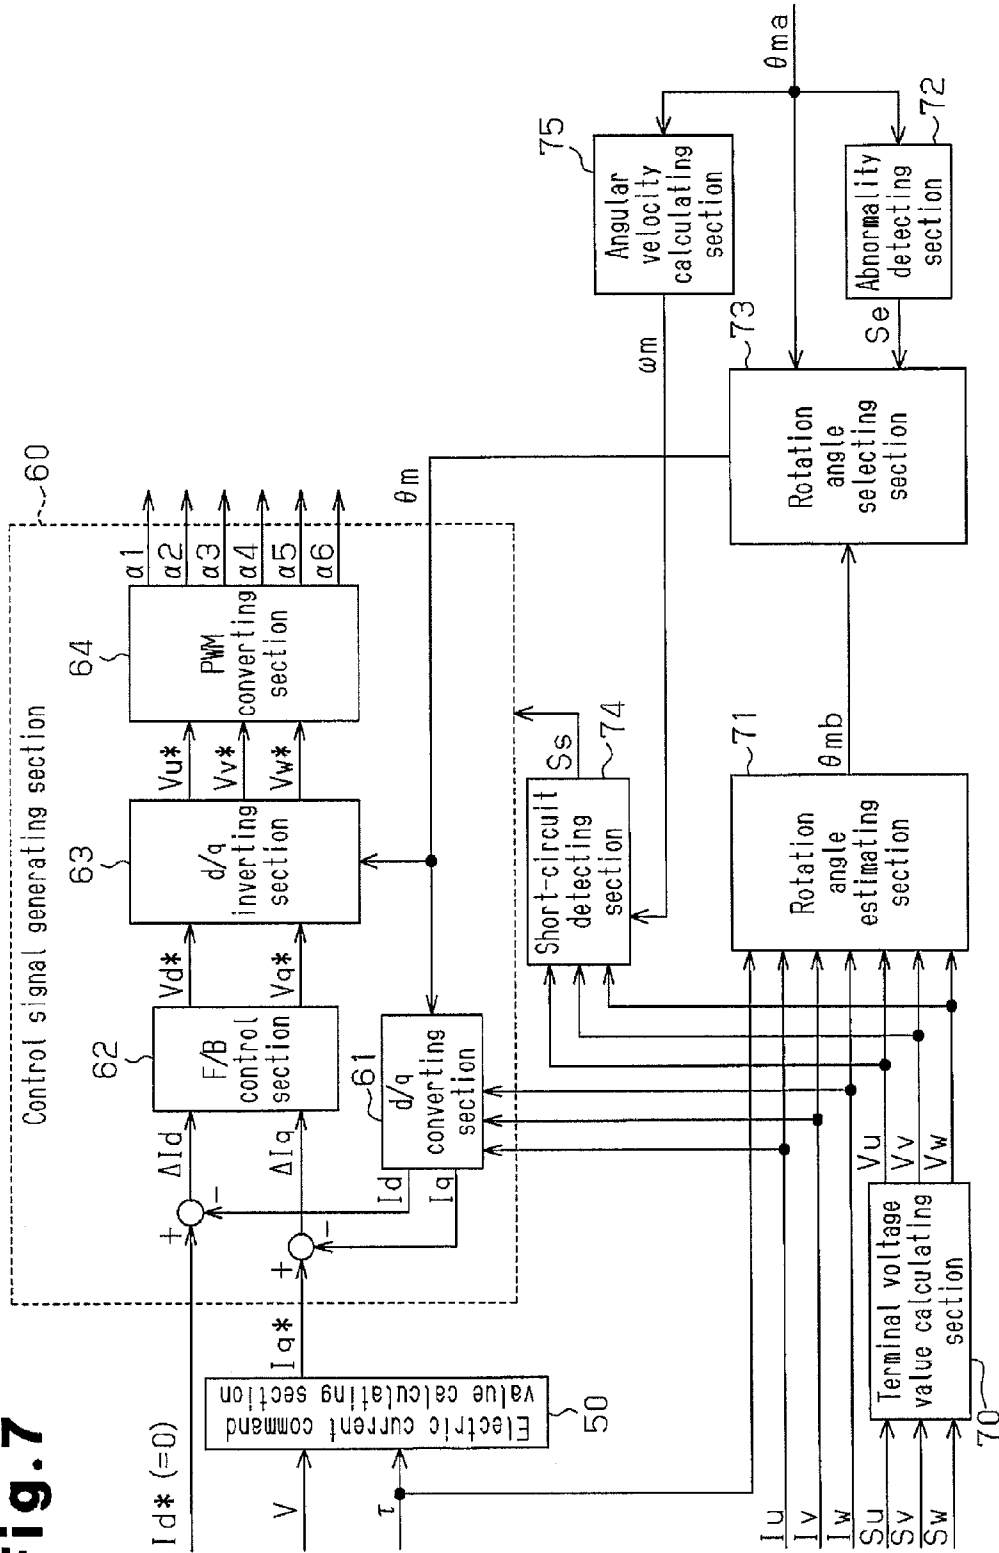 Fig.7
Control signal generating section
60
Id* (=0)
+
-
ΔId
62
F/B
control
section
Vd*
Vq*
63
d/q
inverting
section
Vu*
Vv*
Vw*
64
PWM
converting
section
α1
α2
α3
α4
α5
α6
V
τ
Electric current command
value calculating section
50
Iq*
+
-
ΔIq
Id
Iq
61
d/q
converting
section
θm
Short-circuit
detecting
section
74
Ss
ωm
75
Angular
velocity
calculating
section
θma
Iu
Iv
Iw
Su
Sv
Sw
Terminal voltage
value calculating
section
70
Vu
Vv
Vw
71
Rotation
angle
estimating
section
θmb
73
Rotation
angle
selecting
section
Se
Abnormality
detecting
section
72